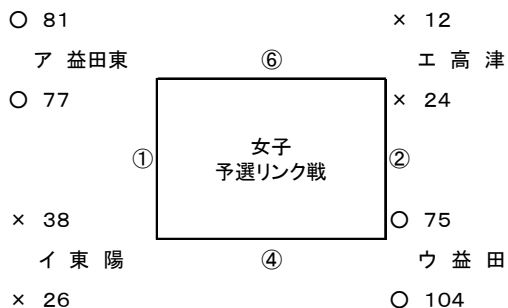 ○ 81 × 12
ア 益田東 ⑥ エ 高 津
○ 77 × 24
① 女子 ②
予選リンク戦
× 38 ○ 75
イ 東 陽 ④ ウ 益 田
× 26 ○ 104